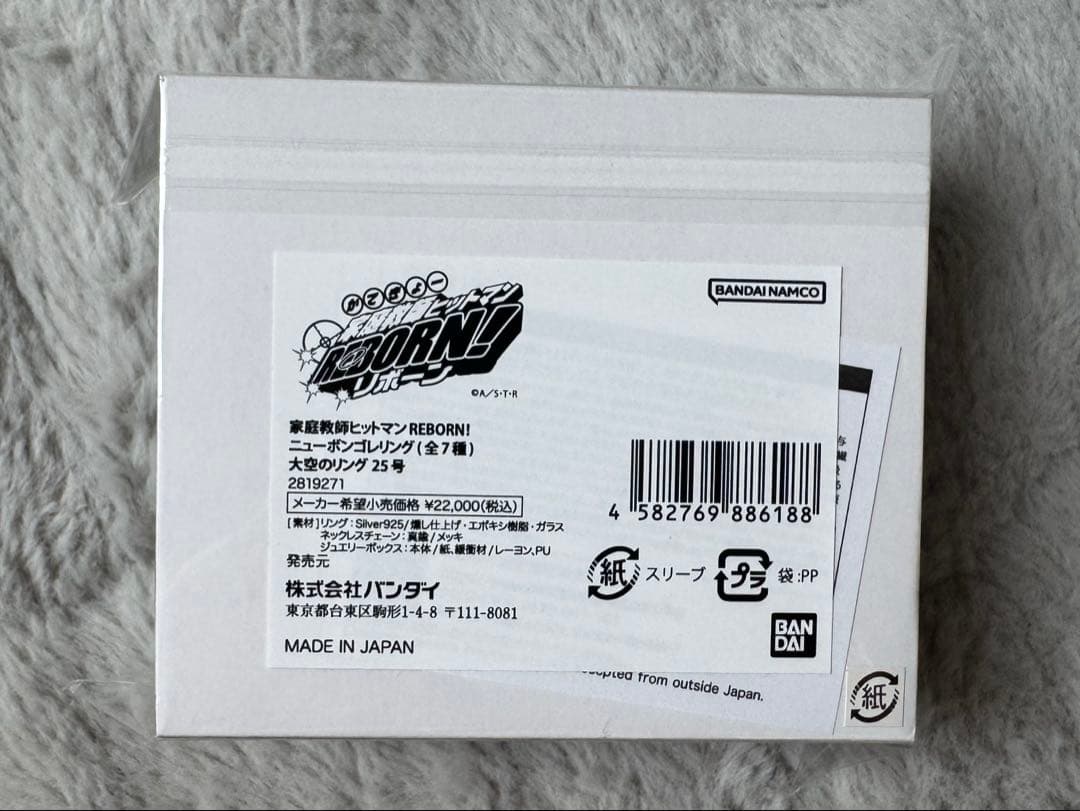 かてきょー
家庭教師ヒットマン
REBORN!
リボーン
©A/S・T・R
BANDAI NAMCO
家庭教師ヒットマンREBORN!
ニューボンゴレリング(全7種)
大空のリング 25号
2819271
メーカー希望小売価格 ¥22,000(税込)
[素材]リング:Silver925/燻し仕上げ・エポキシ樹脂・ガラス
ネックレスチェーン:真鍮/メッキ
ジュエリーボックス:本体/紙、緩衝材/レーヨン,PU
発売元
株式会社バンダイ
東京都台東区駒形1-4-8 〒111-8081
MADE IN JAPAN
4 582769 886188
紙 スリーブ プラ 袋:PP
BAN
DAI
from outside Japan.
紙